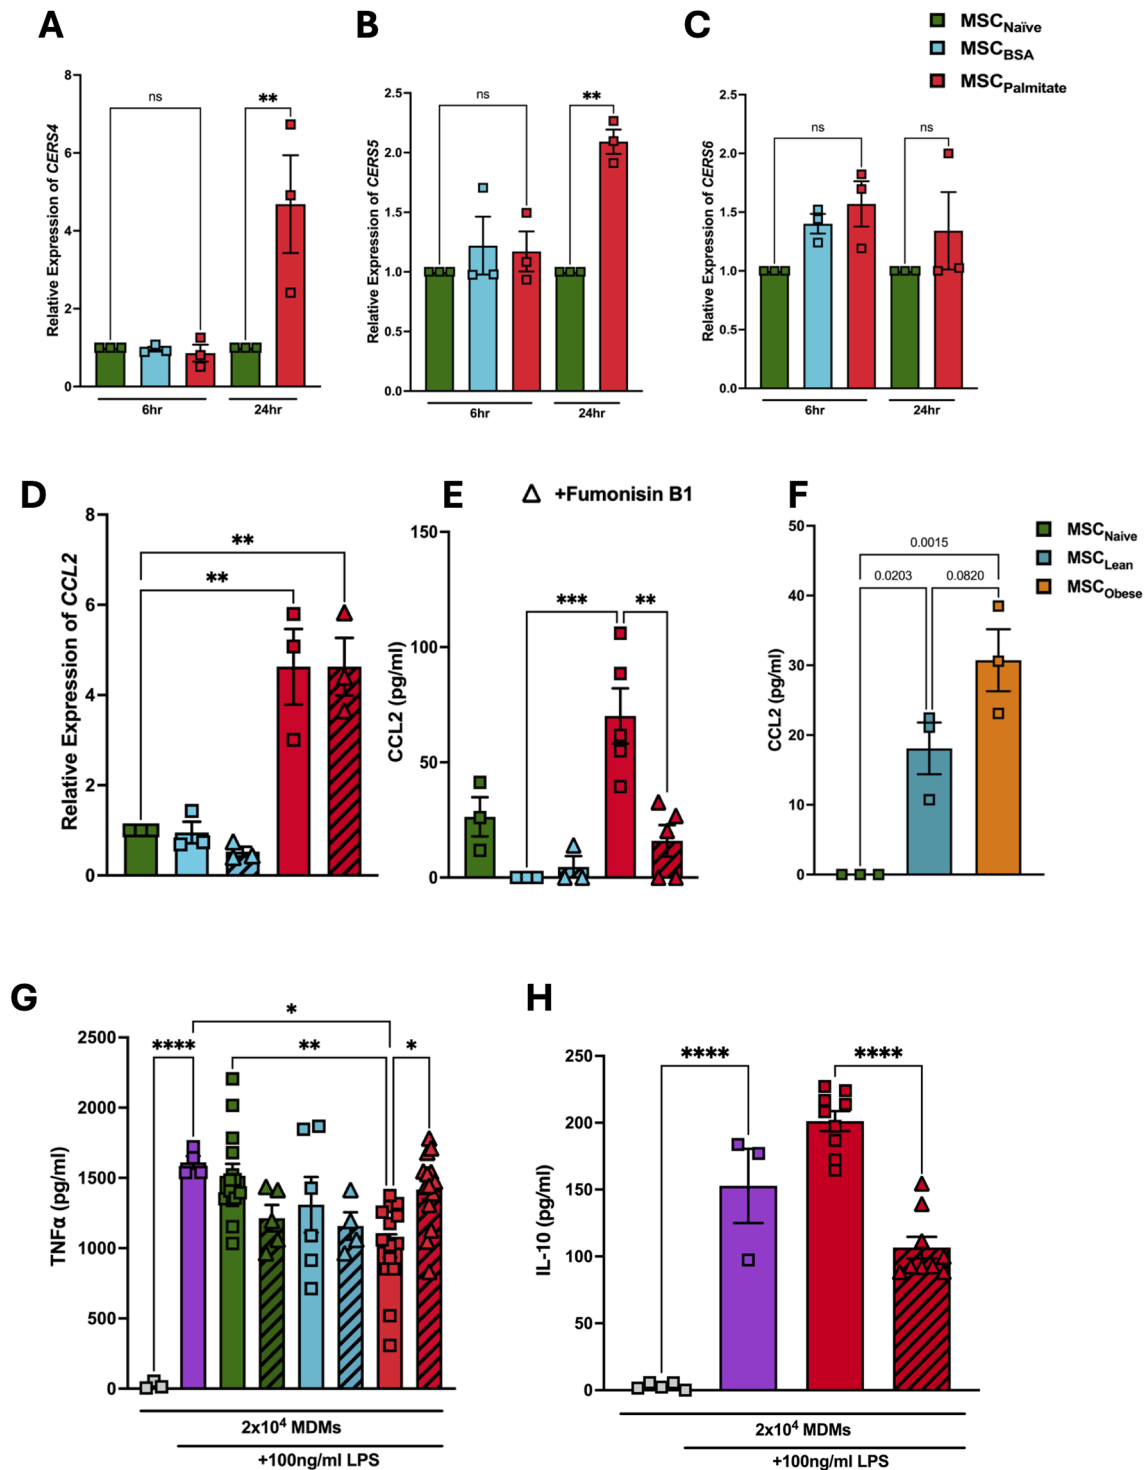 A
B
C
MSCNaïve
MSCBSA
MSCPalmitate
Relative Expression of CERS4
8
6
4
2
0
ns
**
6hr
24hr
Relative Expression of CERS5
2.5
2.0
1.5
1.0
0.5
0.0
ns
**
6hr
24hr
Relative Expression of CERS6
2.5
2.0
1.5
1.0
0.5
0.0
ns
ns
6hr
24hr
D
E
+Fumonisin B1
F
MSCNaive
MSCLean
MSCObese
Relative Expression of CCL2
8
6
4
2
0
**
**
CCL2 (pg/ml)
150
100
50
0
***
**
CCL2 (pg/ml)
50
40
30
20
10
0
0.0015
0.0203
0.0820
G
H
TNFα (pg/ml)
2500
2000
1500
1000
500
0
*
****
**
*
2x10⁴ MDMs
+100ng/ml LPS
IL-10 (pg/ml)
250
200
150
100
50
0
****
****
2x10⁴ MDMs
+100ng/ml LPS